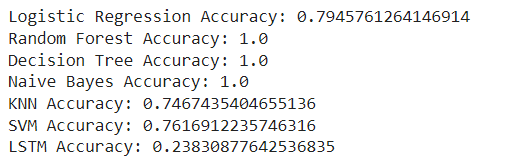 Logistic Regression Accuracy: 0.7945761264146914
Random Forest Accuracy: 1.0
Decision Tree Accuracy: 1.0
Naive Bayes Accuracy: 1.0
KNN Accuracy: 0.7467435404655136
SVM Accuracy: 0.7616912235746316
LSTM Accuracy: 0.23830877642536835